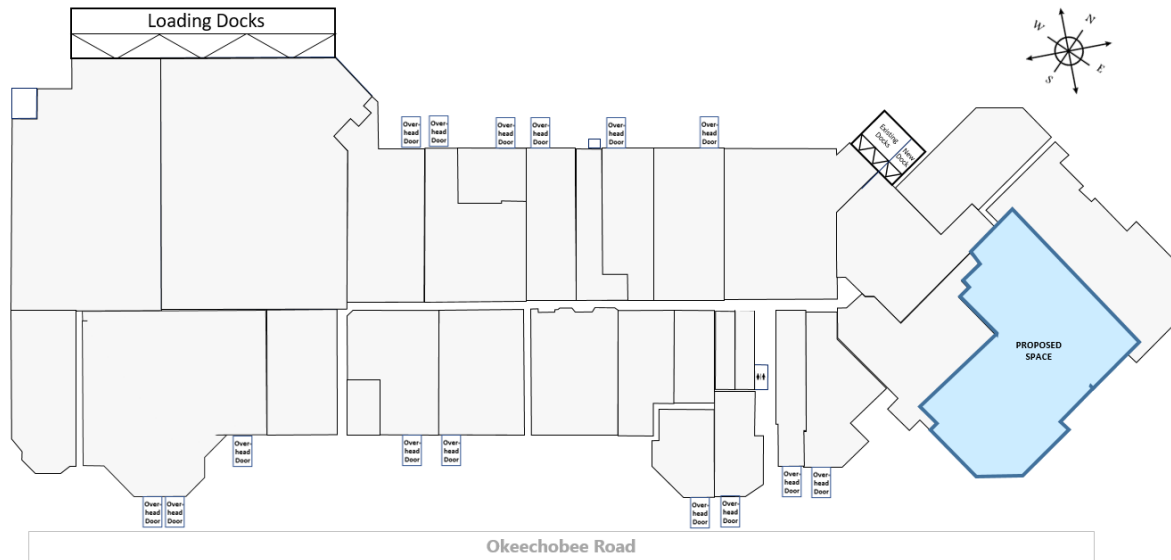 Loading Docks
N
W
E
S
Over-
head
Door
Over-
head
Door
Over-
head
Door
Over-
head
Door
Over-
head
Door
Over-
head
Door
Existing
Docks
New
Dock
PROPOSED
SPACE
Over-
head
Door
Over-
head
Door
Over-
head
Door
Over-
head
Door
Over-
head
Door
Over-
head
Door
Over-
head
Door
Over-
head
Door
Over-
head
Door
Okeechobee Road